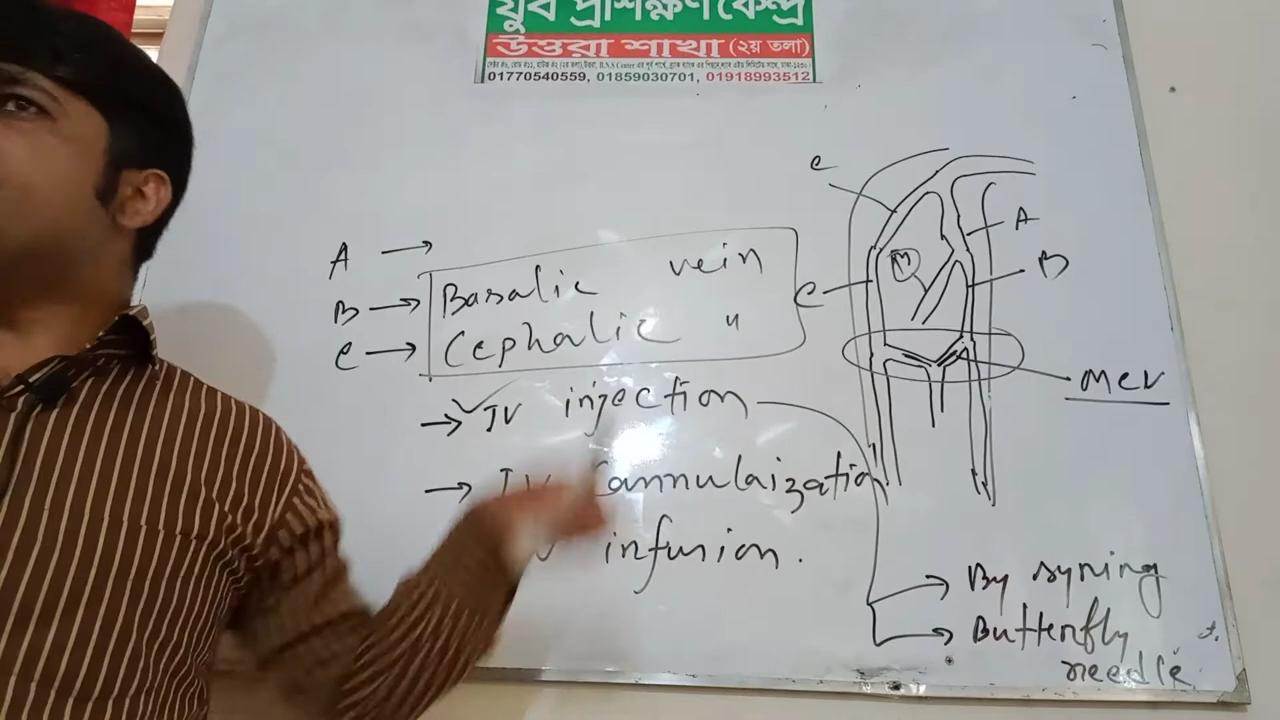 যুব প্রশিক্ষণ কেন্দ্র
উত্তরা শাখা (২য় তলা)
01770540559, 01859030701, 01918993512
A →
B → Basalic vein
C → Cephalic "
→ IV injection
→ IV Cannulaization
IV infusion.
C
A
M
C
B
MCV
→ By syring
→ Butterfly
needle